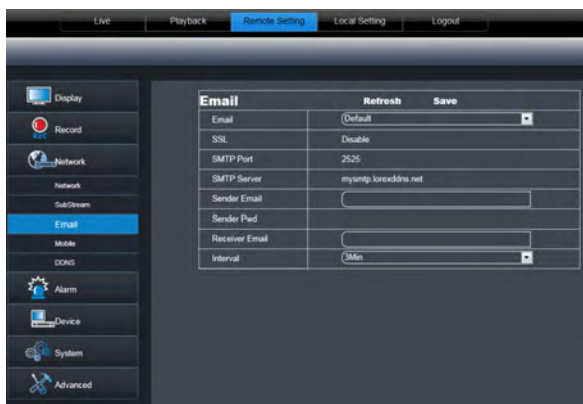 Live Playback Remote Setting Local Setting Logout
Display
REC Record
Network
Network
SubStream
Email
Mobile
DDNS
Alarm
Device
System
Advanced
Email Refresh Save
Email Default
SSL Disable
SMTP Port 2525
SMTP Server mysmtp.lorexddns.net
Sender Email
Sender Pwd
Receiver Email
Interval 3Min